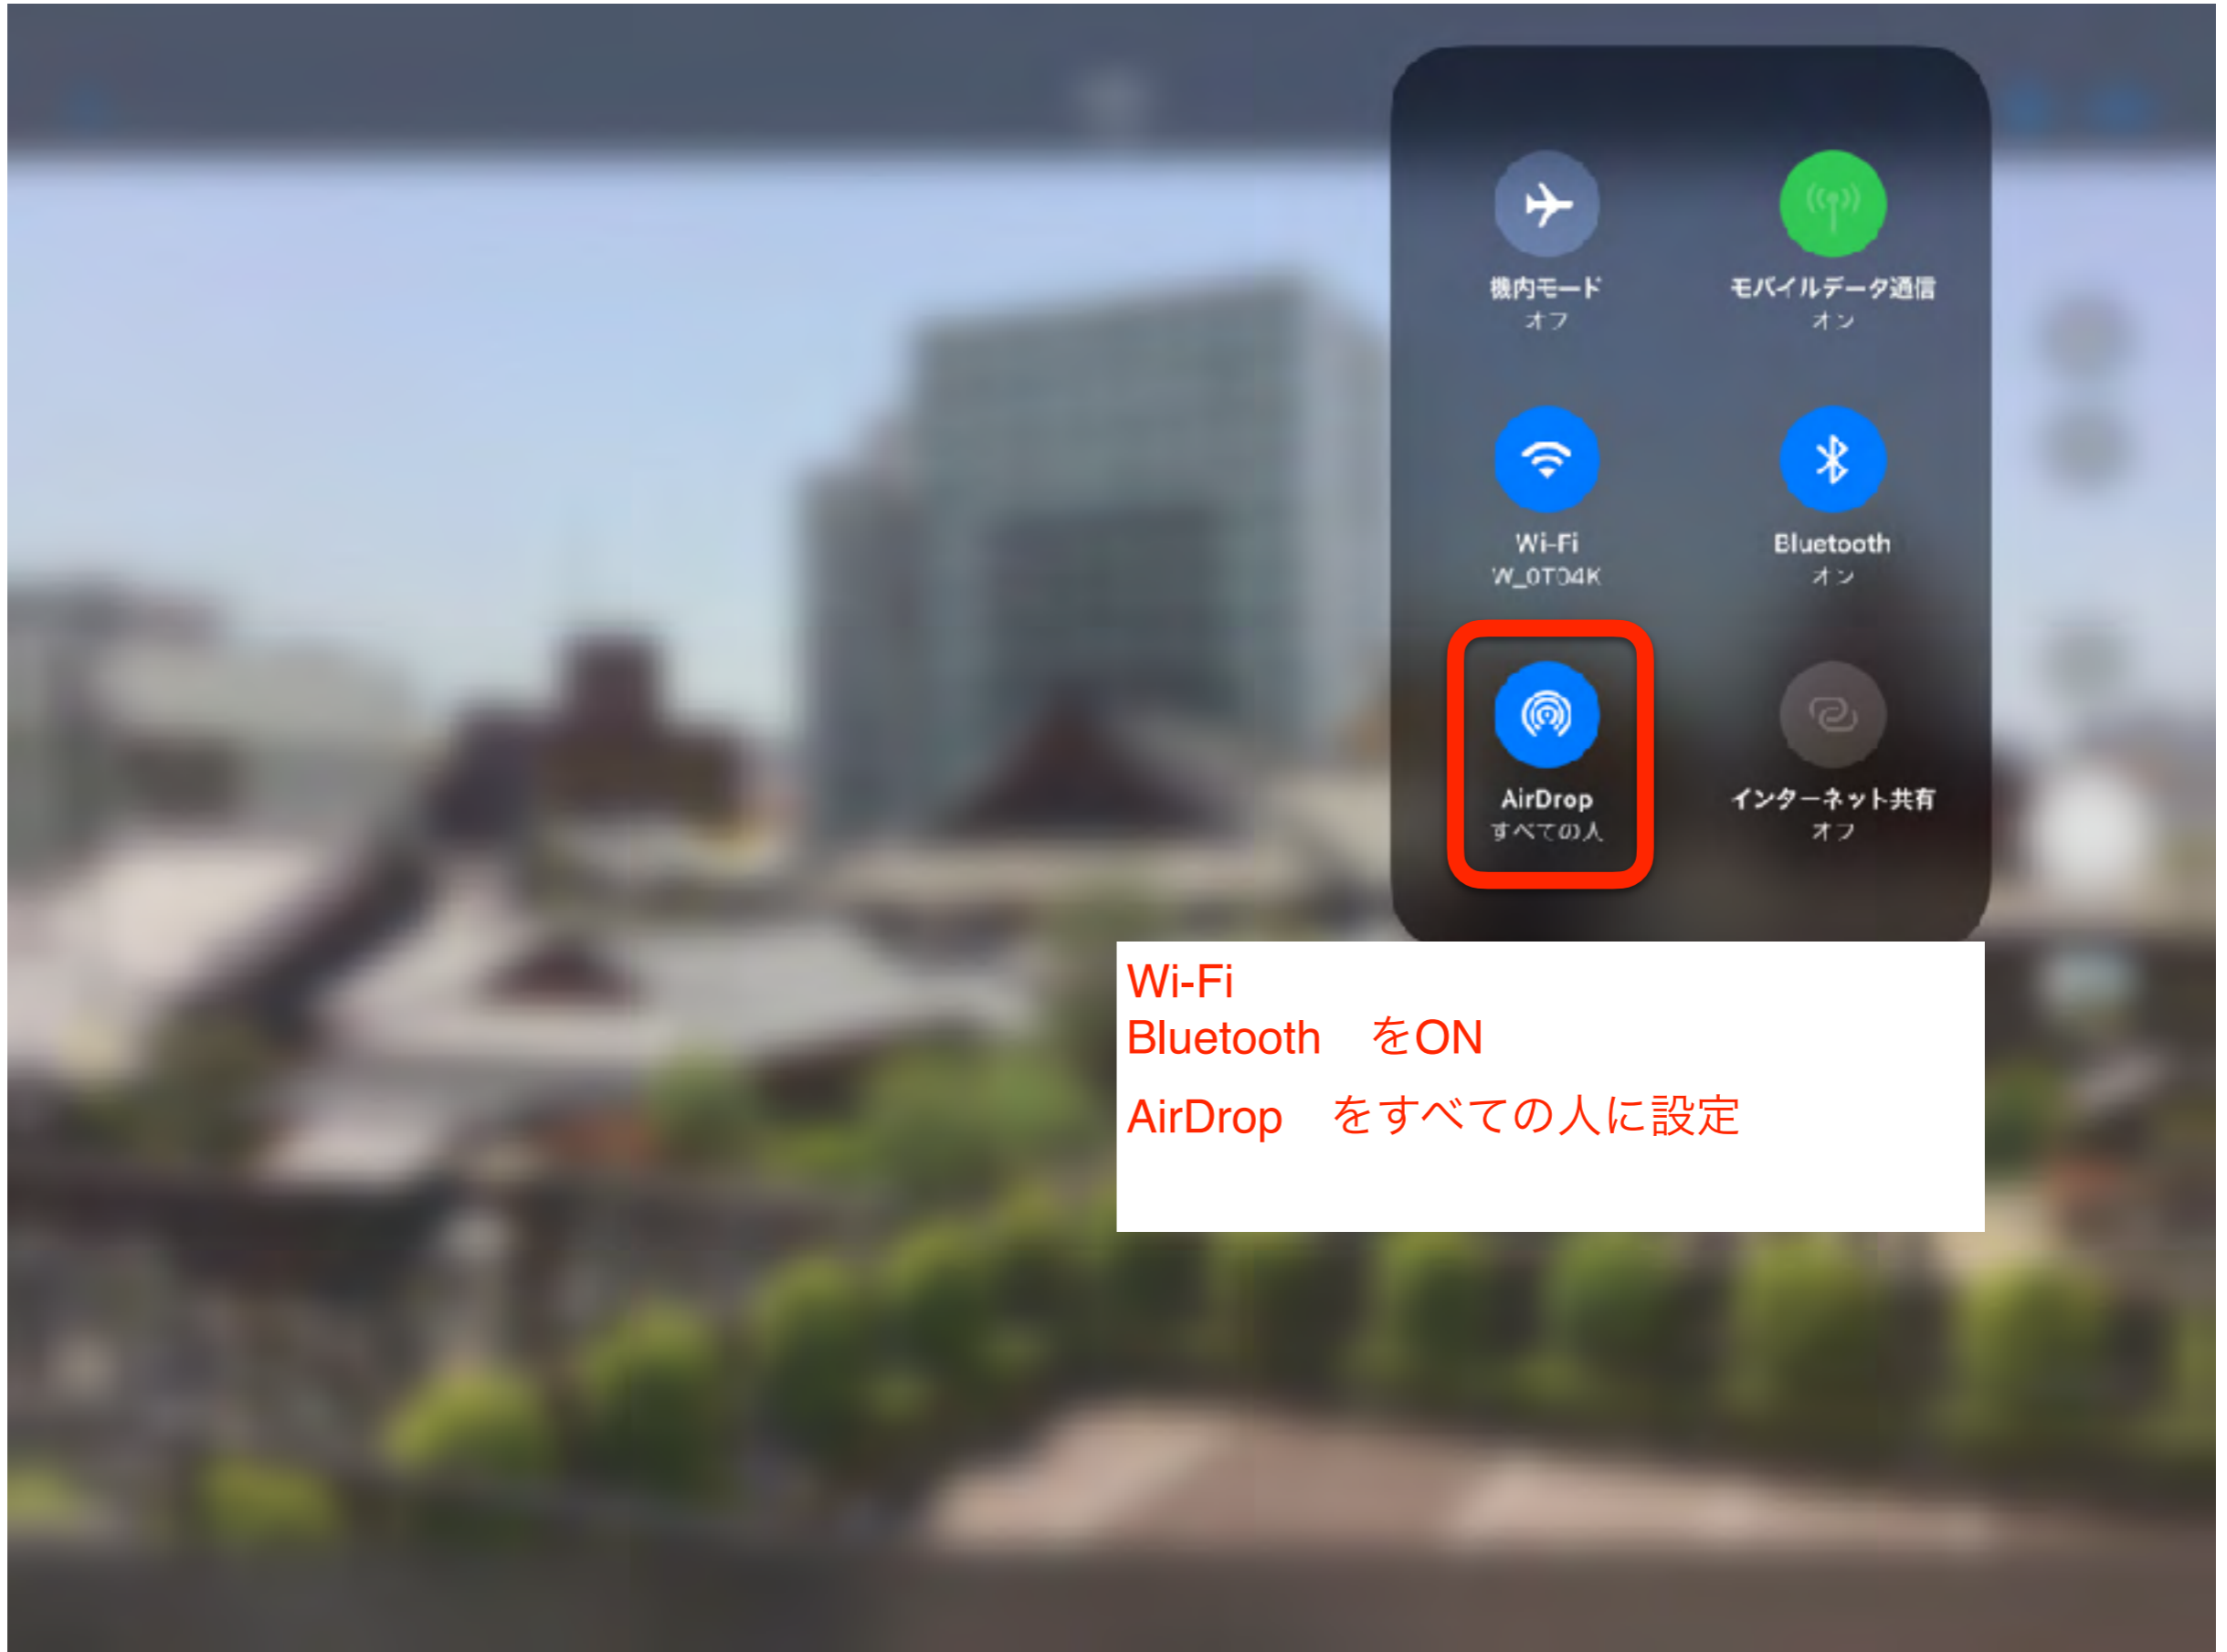 機内モード
オフ
モバイルデータ通信
オン
Wi-Fi
W_0T04K
Bluetooth
オン
AirDrop
すべての人
インターネット共有
オフ
Wi-Fi
Bluetooth　をON
AirDrop　をすべての人に設定